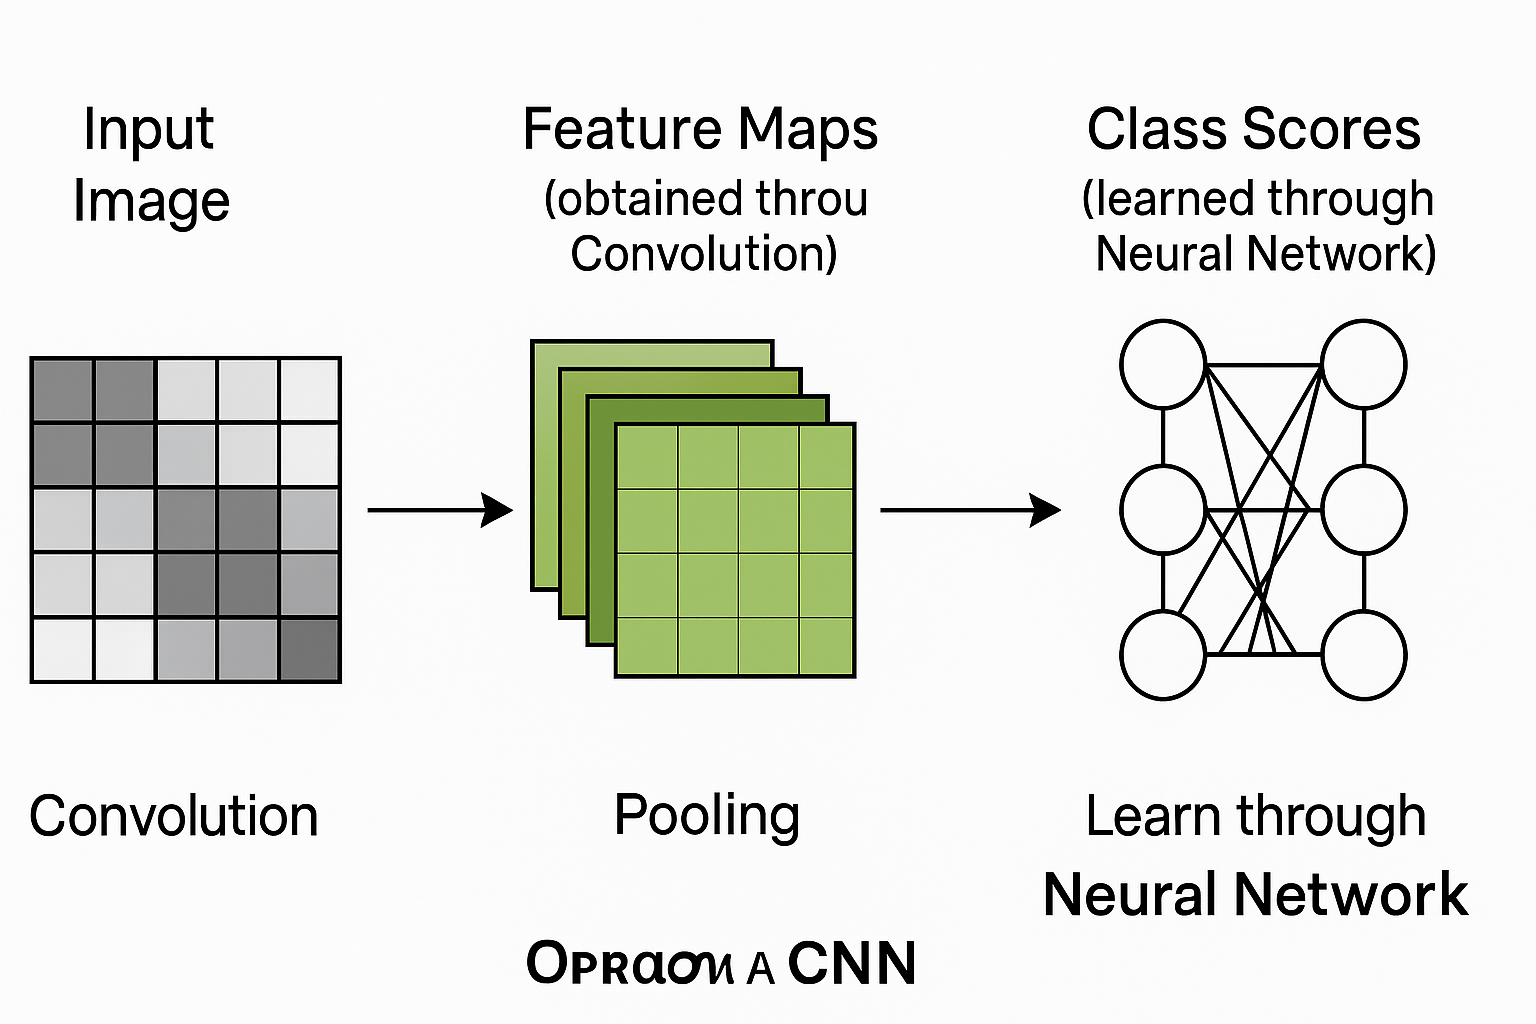 Input
Image
Feature Maps
(obtained throu
Convolution)
Class Scores
(learned through
Neural Network)
Convolution
Pooling
Learn through
Neural Network
A CNN